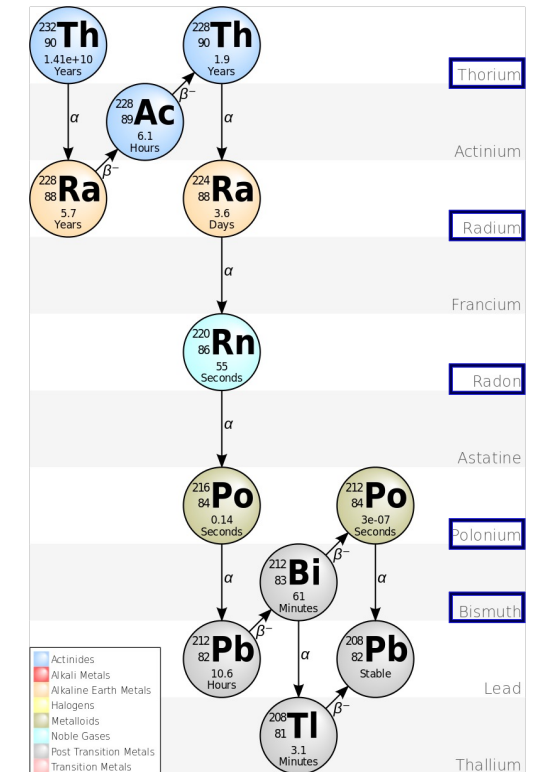 232
90
Th
1.41e+10
Years
228
90
Th
1.9
Years
Thorium
α
β⁻
α
228
89
Ac
6.1
Hours
Actinium
β⁻
228
88
Ra
5.7
Years
224
88
Ra
3.6
Days
Radium
α
Francium
220
86
Rn
55
Seconds
Radon
α
Astatine
216
84
Po
0.14
Seconds
212
84
Po
3e-07
Seconds
Polonium
β⁻
α
α
212
83
Bi
61
Minutes
Bismuth
β⁻
212
82
Pb
10.6
Hours
α
208
82
Pb
Stable
Lead
β⁻
208
81
Tl
3.1
Minutes
Thallium
Actinides
Alkali Metals
Alkaline Earth Metals
Halogens
Metalloids
Noble Gases
Post Transition Metals
Transition Metals